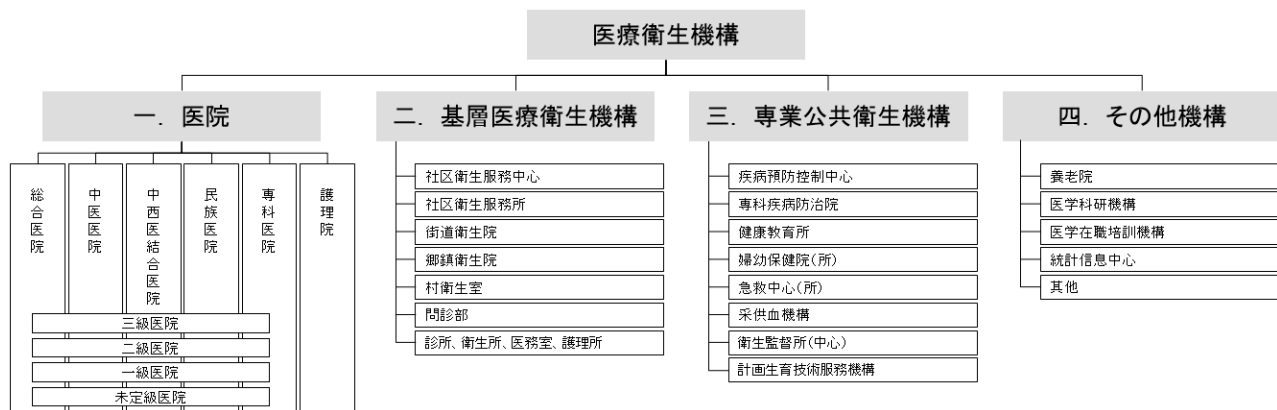 医療衛生機構
一．医院
二．基層医療衛生機構
三．専業公共衛生機構
四．その他機構
総合医院
中医医院
中西医結合医院
民族医院
専科医院
護理院
三級医院
二級医院
一級医院
未定級医院
社区衛生服務中心
社区衛生服務所
街道衛生院
郷鎮衛生院
村衛生室
問診部
診所、衛生所、医務室、護理所
疾病預防控制中心
専科疾病防治院
健康教育所
婦幼保健院(所)
急救中心(所)
采供血機構
衛生監督所(中心)
計画生育技術服務機構
養老院
医学科研機構
医学在職培訓機構
統計信息中心
其他